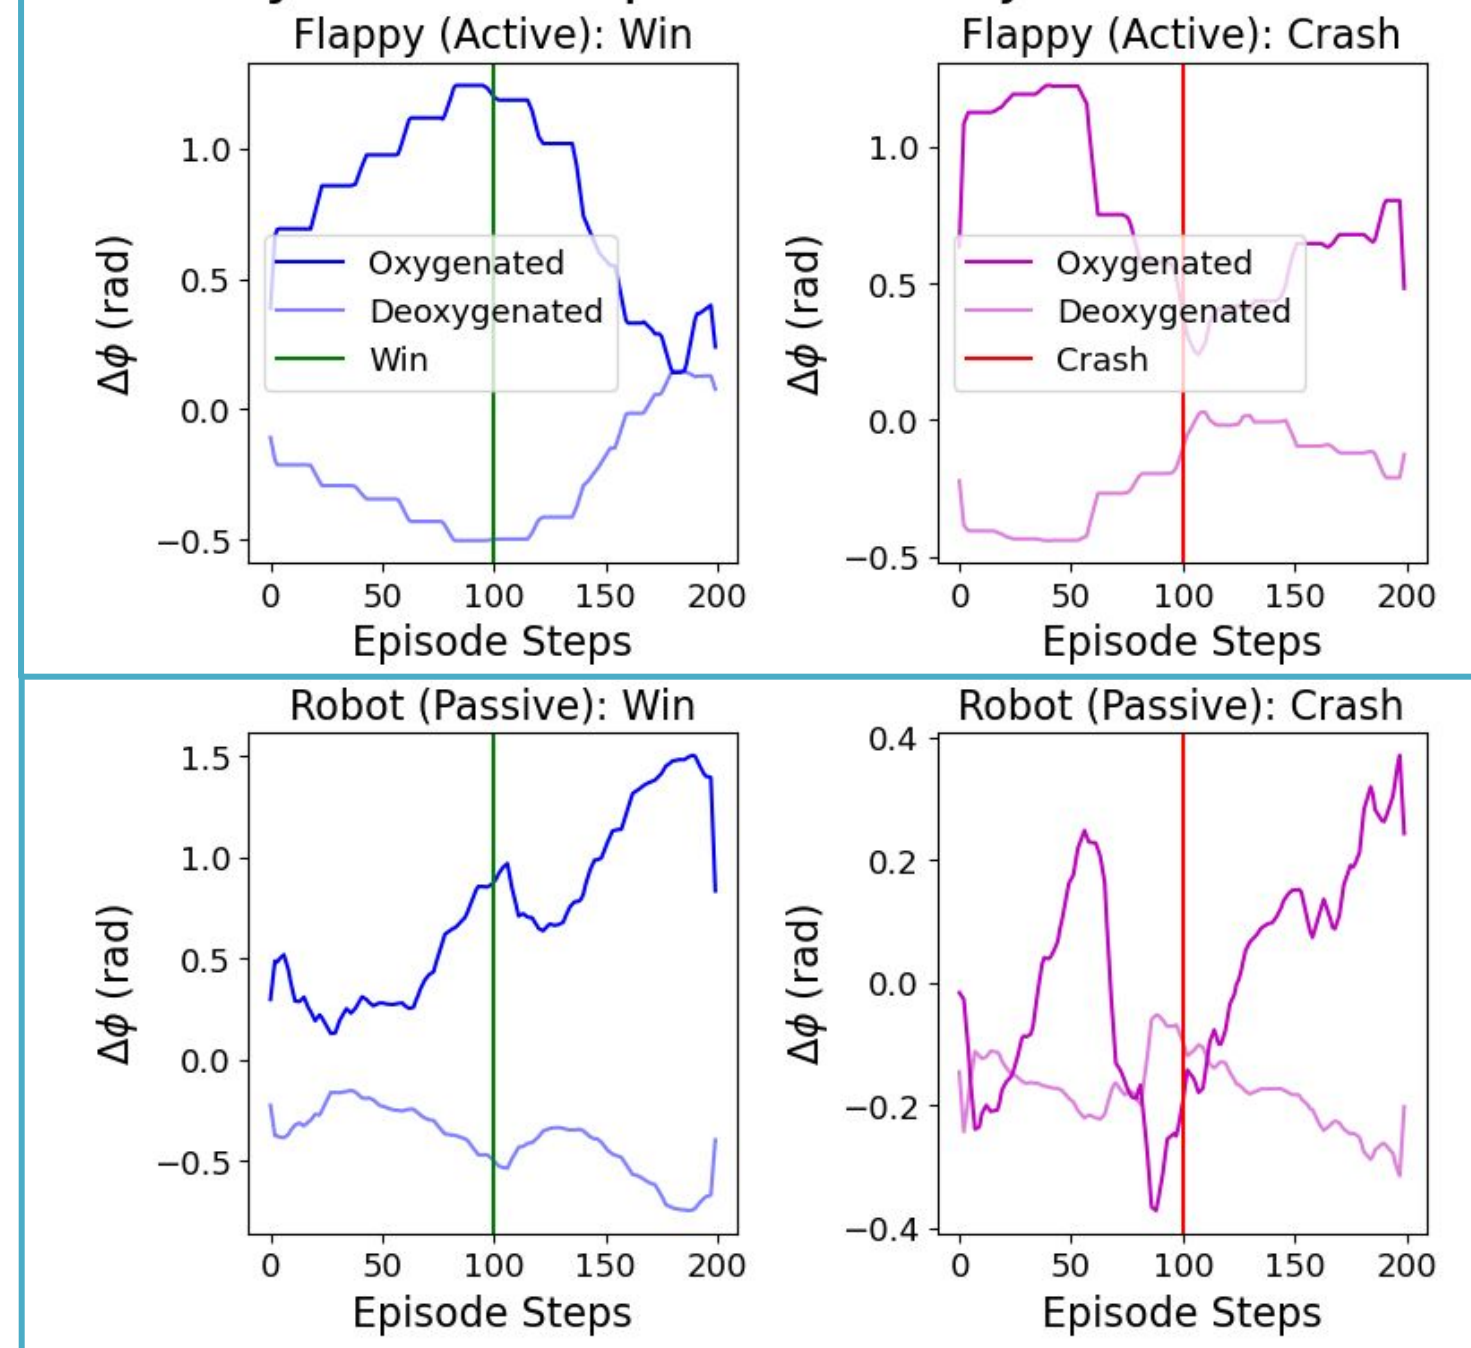 Flappy (Active): Win
1.0
0.5
0.0
−0.5
Δϕ (rad)
Oxygenated
Deoxygenated
Win
0 50 100 150 200
Episode Steps
Flappy (Active): Crash
1.0
0.5
0.0
−0.5
Δϕ (rad)
Oxygenated
Deoxygenated
Crash
0 50 100 150 200
Episode Steps
Robot (Passive): Win
1.5
1.0
0.5
0.0
−0.5
Δϕ (rad)
0 50 100 150 200
Episode Steps
Robot (Passive): Crash
0.4
0.2
0.0
−0.2
−0.4
Δϕ (rad)
0 50 100 150 200
Episode Steps